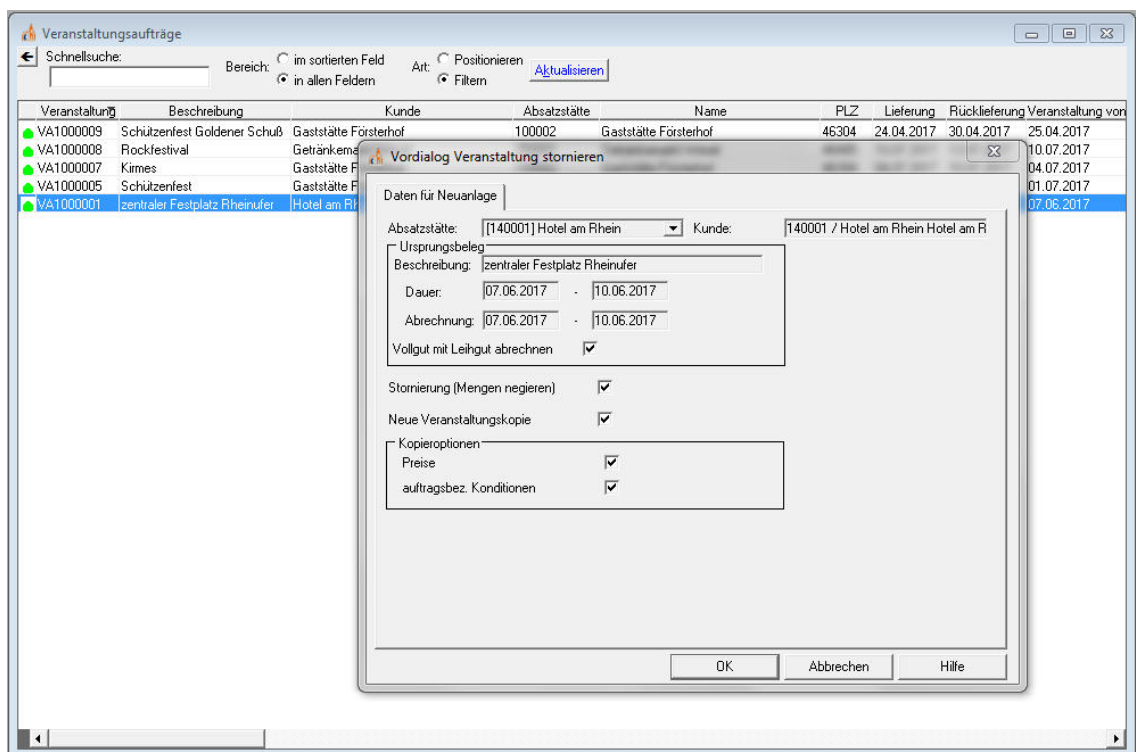 Veranstaltungsaufträge
Schnellsuche:
Bereich: im sortierten Feld
in allen Feldern
Art: Positionieren
Filtern
Aktualisieren
Veranstaltung Beschreibung Kunde Absatzstätte Name PLZ Lieferung Rücklieferung Veranstaltung von
VA1000009 Schützenfest Goldener Schuß Gaststätte Försterhof 100002 Gaststätte Försterhof 46304 24.04.2017 30.04.2017 25.04.2017
VA1000008 Rockfestival Getränkema 10.07.2017
VA1000007 Kirmes Gaststätte F 04.07.2017
VA1000005 Schützenfest Gaststätte F 01.07.2017
VA1000001 zentraler Festplatz Rheinufer Hotel am Rh 07.06.2017
Vordialog Veranstaltung stornieren
Daten für Neuanlage
Absatzstätte: [140001] Hotel am Rhein Kunde: 140001 / Hotel am Rhein Hotel am R
Ursprungsbeleg
Beschreibung: zentraler Festplatz Rheinufer
Dauer: 07.06.2017 - 10.06.2017
Abrechnung: 07.06.2017 - 10.06.2017
Vollgut mit Leihgut abrechnen
Stornierung (Mengen negieren)
Neue Veranstaltungskopie
Kopieroptionen
Preise
auftragsbez. Konditionen
OK Abbrechen Hilfe